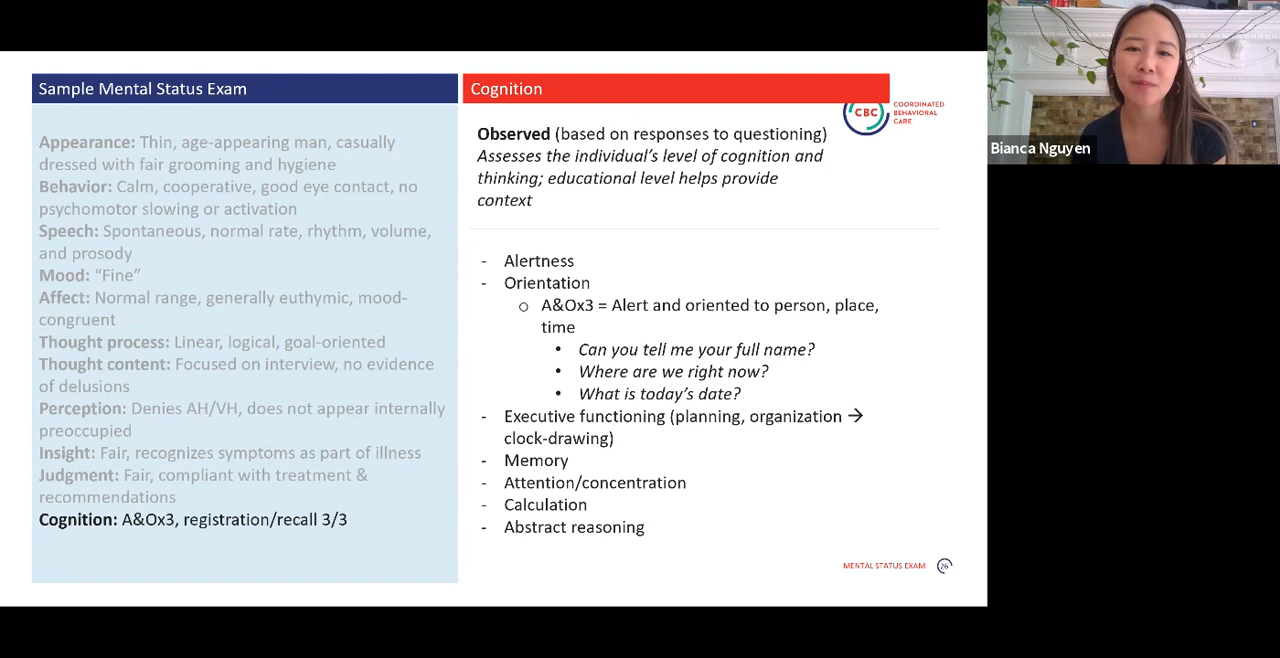 Sample Mental Status Exam
Appearance: Thin, age-appearing man, casually
dressed with fair grooming and hygiene
Behavior: Calm, cooperative, good eye contact, no
psychomotor slowing or activation
Speech: Spontaneous, normal rate, rhythm, volume,
and prosody
Mood: “Fine”
Affect: Normal range, generally euthymic, mood-
congruent
Thought process: Linear, logical, goal-oriented
Thought content: Focused on interview, no evidence
of delusions
Perception: Denies AH/VH, does not appear internally
preoccupied
Insight: Fair, recognizes symptoms as part of illness
Judgment: Fair, compliant with treatment &
recommendations
Cognition: A&Ox3, registration/recall 3/3
Cognition
CBC
COORDINATED
BEHAVIORAL
CARE
Observed (based on responses to questioning)
Assesses the individual’s level of cognition and
thinking; educational level helps provide
context
- Alertness
- Orientation
o A&Ox3 = Alert and oriented to person, place,
time
• Can you tell me your full name?
• Where are we right now?
• What is today’s date?
- Executive functioning (planning, organization →
clock-drawing)
- Memory
- Attention/concentration
- Calculation
- Abstract reasoning
MENTAL STATUS EXAM 26
Bianca Nguyen